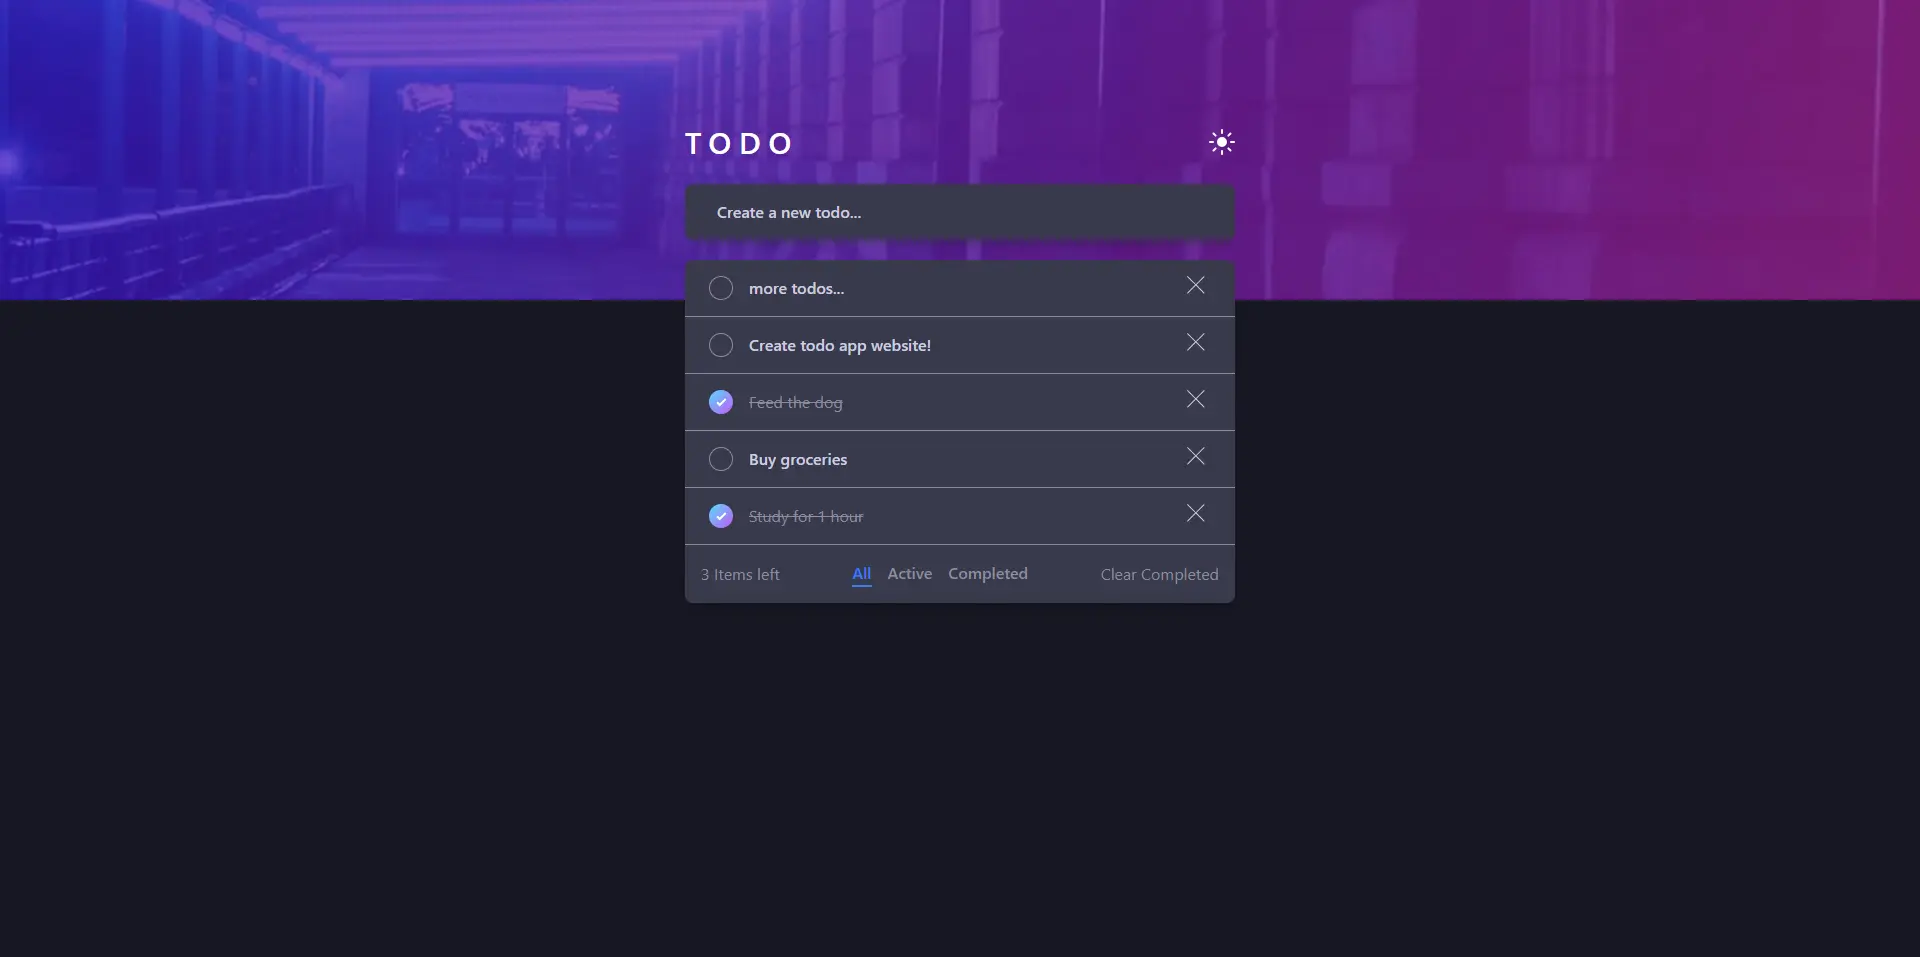 TODO
Create a new todo...
more todos...
Create todo app website!
Feed the dog
Buy groceries
Study for 1 hour
3 Items left All Active Completed Clear Completed